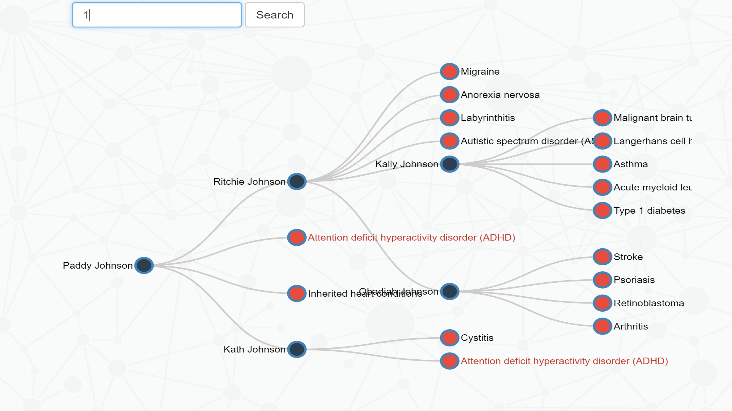 1
Search
Migraine
Anorexia nervosa
Labyrinthitis
Malignant brain
Autistic spectrum disorder
Langerhans cell
Kally Johnson
Asthma
Ritchie Johnson
Acute myeloid
Type 1 diabetes
Attention deficit hyperactivity disorder (ADHD)
Stroke
Paddy Johnson
Psoriasis
Inherited heart conditions
Obadiah Johnson
Retinoblastoma
Arthritis
Cystitis
Kath Johnson
Attention deficit hyperactivity disorder (ADHD)